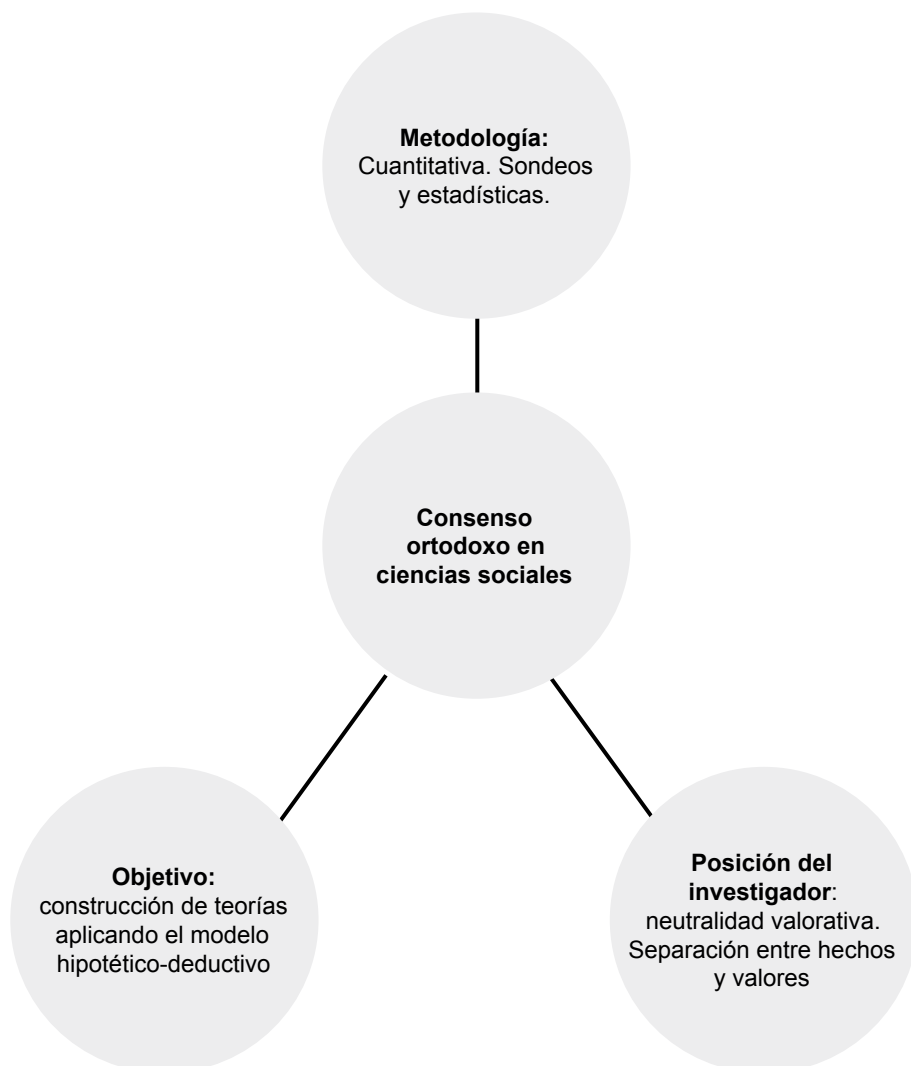 Metodología:
Cuantitativa. Sondeos
y estadísticas.
Consenso
ortodoxo en
ciencias sociales
Objetivo:
construcción de teorías
aplicando el modelo
hipotético-deductivo
Posición del
investigador:
neutralidad valorativa.
Separación entre hechos
y valores